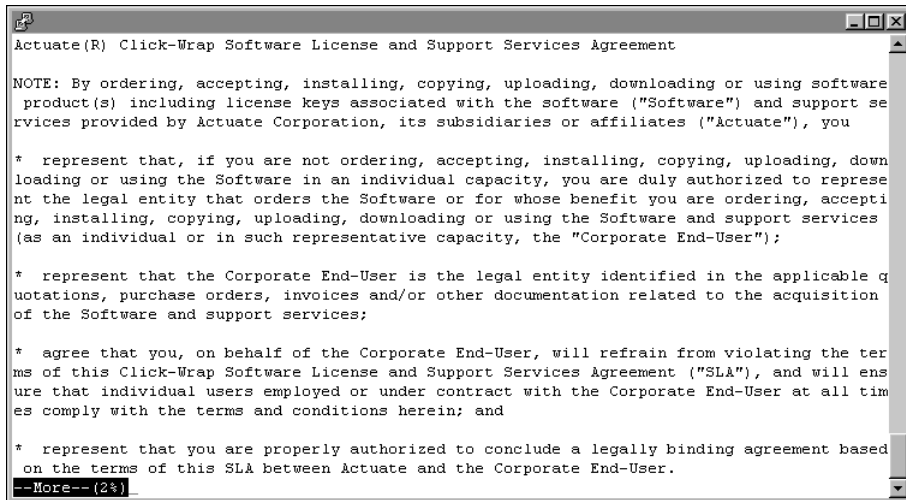 Actuate(R) Click-Wrap Software License and Support Services Agreement
NOTE: By ordering, accepting, installing, copying, uploading, downloading or using software
 product(s) including license keys associated with the software ("Software") and support se
rvices provided by Actuate Corporation, its subsidiaries or affiliates ("Actuate"), you
*  represent that, if you are not ordering, accepting, installing, copying, uploading, down
loading or using the Software in an individual capacity, you are duly authorized to represe
nt the legal entity that orders the Software or for whose benefit you are ordering, accepti
ng, installing, copying, uploading, downloading or using the Software and support services
(as an individual or in such representative capacity, the "Corporate End-User");
*  represent that the Corporate End-User is the legal entity identified in the applicable q
uotations, purchase orders, invoices and/or other documentation related to the acquisition
of the Software and support services;
*  agree that you, on behalf of the Corporate End-User, will refrain from violating the ter
ms of this Click-Wrap Software License and Support Services Agreement ("SLA"), and will ens
ure that individual users employed or under contract with the Corporate End-User at all tim
es comply with the terms and conditions herein; and
*  represent that you are properly authorized to conclude a legally binding agreement based
 on the terms of this SLA between Actuate and the Corporate End-User.
--More--(2%)_